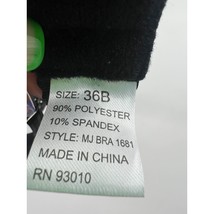 SIZE: 36B
90% POLYESTER
10% SPANDEX
STYLE: MJ BRA 1681
MADE IN CHINA
RN 93010